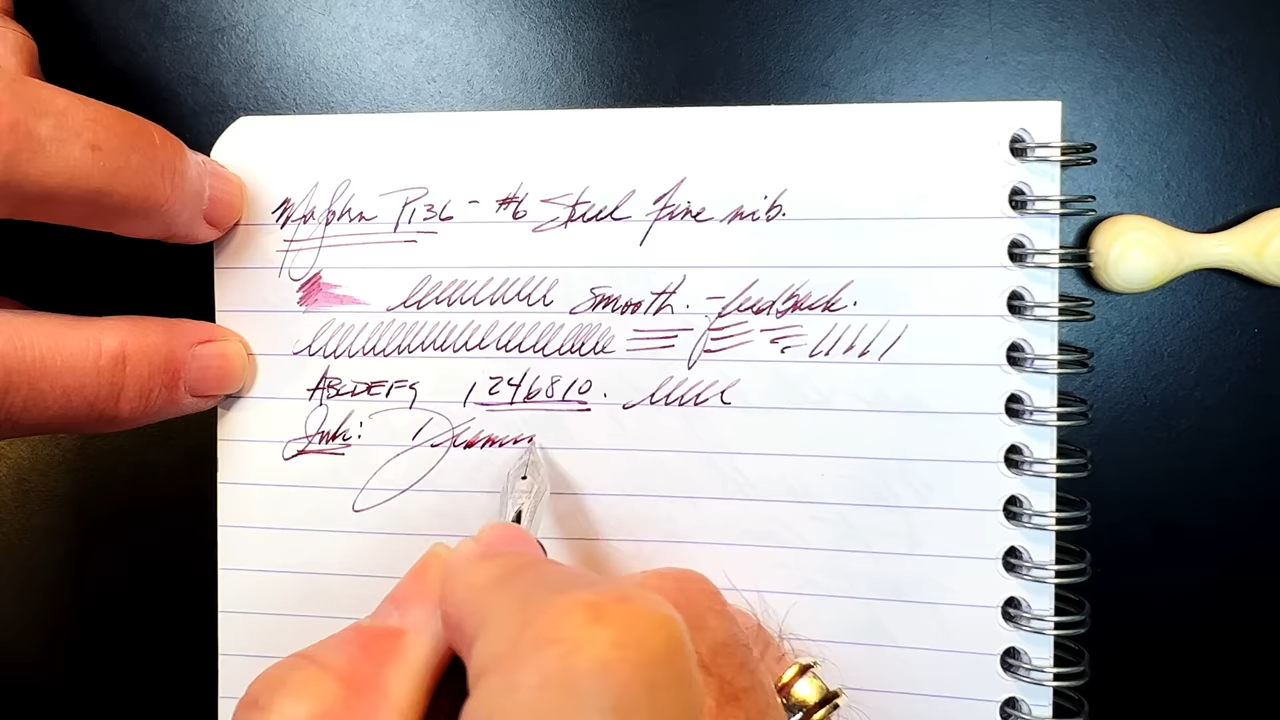 MaJohn P136 - #6 Steel fine nib.
Smooth. - feedback.
ABCDEFG 1246810.
Ink: